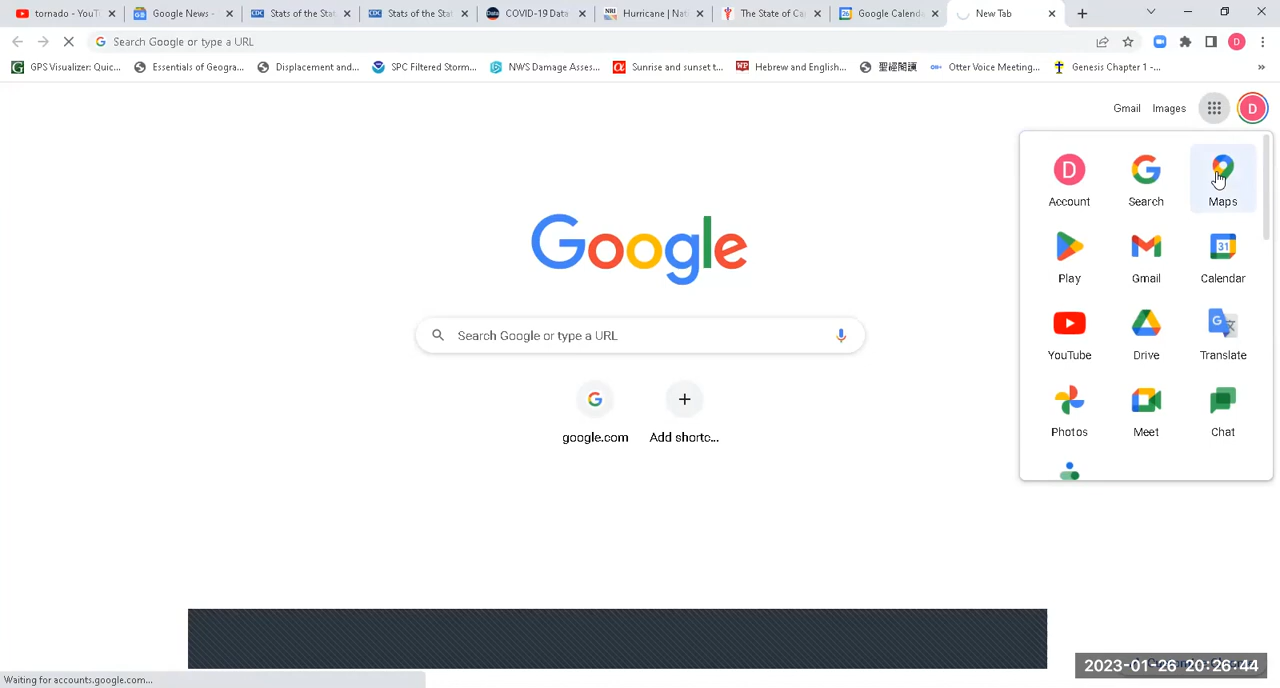 tornado - YouT
Google News -
Stats of the Sta
Stats of the Sta
COVID-19 Data
Hurricane | Nat
The State of Ca
Google Calend
New Tab
Search Google or type a URL
GPS Visualizer: Quic...
Essentials of Geogra...
Displacement and...
SPC Filtered Storm...
NWS Damage Asses...
Sunrise and sunset t...
Hebrew and English...
聖經閱讀
Otter Voice Meeting...
Genesis Chapter 1 -...
Gmail
Images
D
Account
Search
Maps
Play
Gmail
31
Calendar
YouTube
Drive
Translate
Photos
Meet
Chat
Google
Search Google or type a URL
google.com
Add shortc...
2023-01-26 20:26:44
Waiting for accounts.google.com...